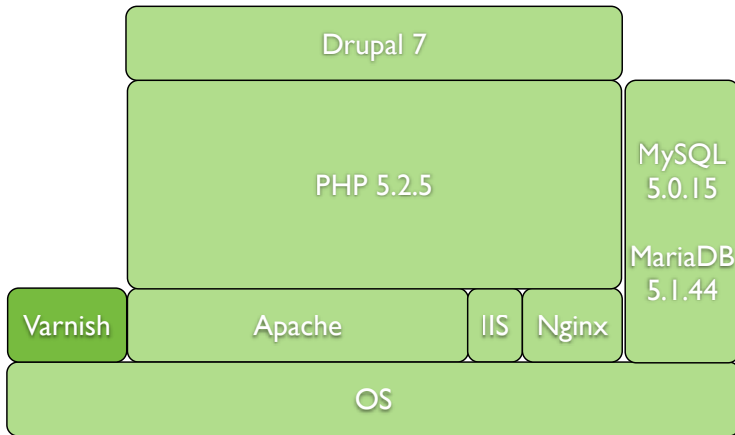 Drupal 7
PHP 5.2.5
MySQL
5.0.15
MariaDB
5.1.44
Varnish
Apache
IIS
Nginx
OS